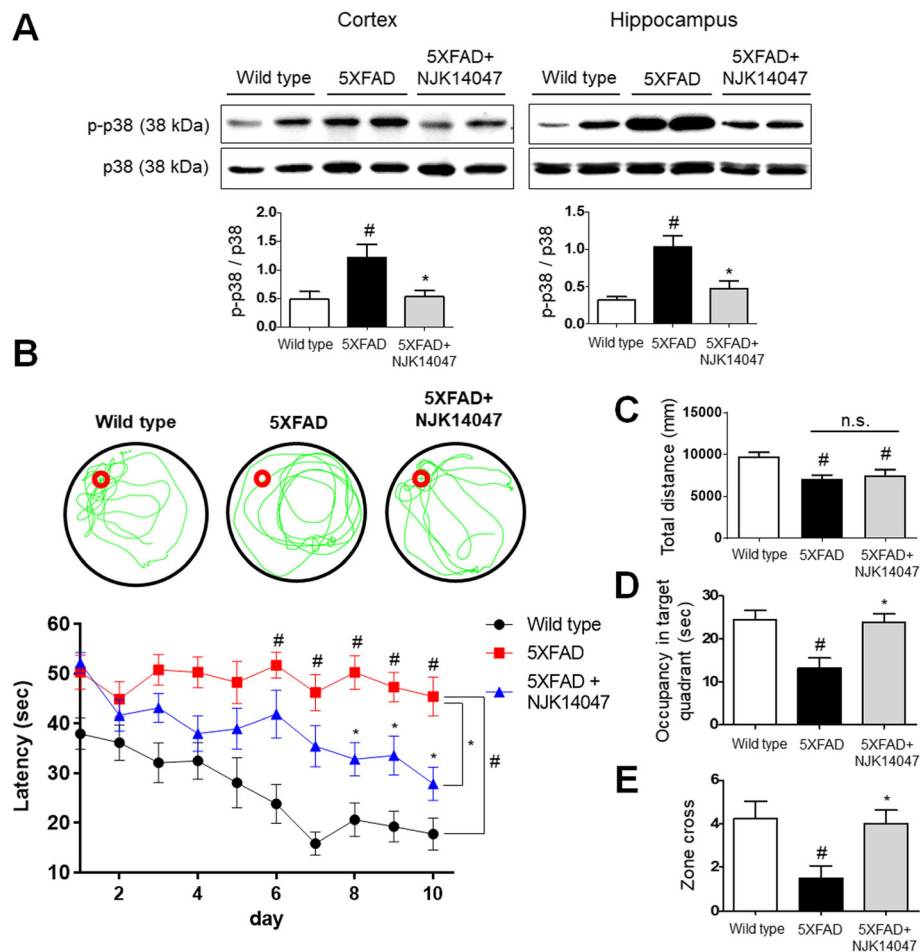 A
Cortex
Hippocampus
Wild type
5XFAD
5XFAD+
NJK14047
Wild type
5XFAD
5XFAD+
NJK14047
p-p38 (38 kDa)
p38 (38 kDa)
p-p38 / p38
2.0
1.5
1.0
0.5
0.0
#
*
Wild type
5XFAD
5XFAD+
NJK14047
p-p38 / p38
1.5
1.0
0.5
0.0
#
*
Wild type
5XFAD
5XFAD+
NJK14047
B
Wild type
5XFAD
5XFAD+
NJK14047
Latency (sec)
60
50
40
30
20
10
2
4
6
8
10
day
# # # # #
* * *
* #
Wild type
5XFAD
5XFAD +
NJK14047
C
Total distance (mm)
15000
10000
5000
0
n.s.
# #
Wild type
5XFAD
5XFAD+
NJK14047
D
Occupancy in target
quadrant (sec)
30
20
10
0
#
*
Wild type
5XFAD
5XFAD+
NJK14047
E
Zone cross
6
4
2
0
#
*
Wild type
5XFAD
5XFAD+
NJK14047